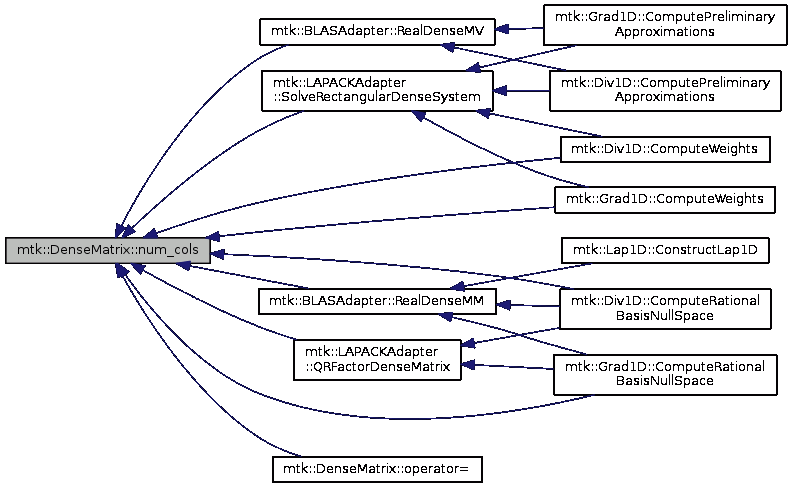 mtk::DenseMatrix::num_cols
mtk::BLASAdapter::RealDenseMV
mtk::LAPACKAdapter
::SolveRectangularDenseSystem
mtk::BLASAdapter::RealDenseMM
mtk::LAPACKAdapter
::QRFactorDenseMatrix
mtk::DenseMatrix::operator=
mtk::Grad1D::ComputePreliminary
Approximations
mtk::Div1D::ComputePreliminary
Approximations
mtk::Div1D::ComputeWeights
mtk::Grad1D::ComputeWeights
mtk::Lap1D::ConstructLap1D
mtk::Div1D::ComputeRational
BasisNullSpace
mtk::Grad1D::ComputeRational
BasisNullSpace